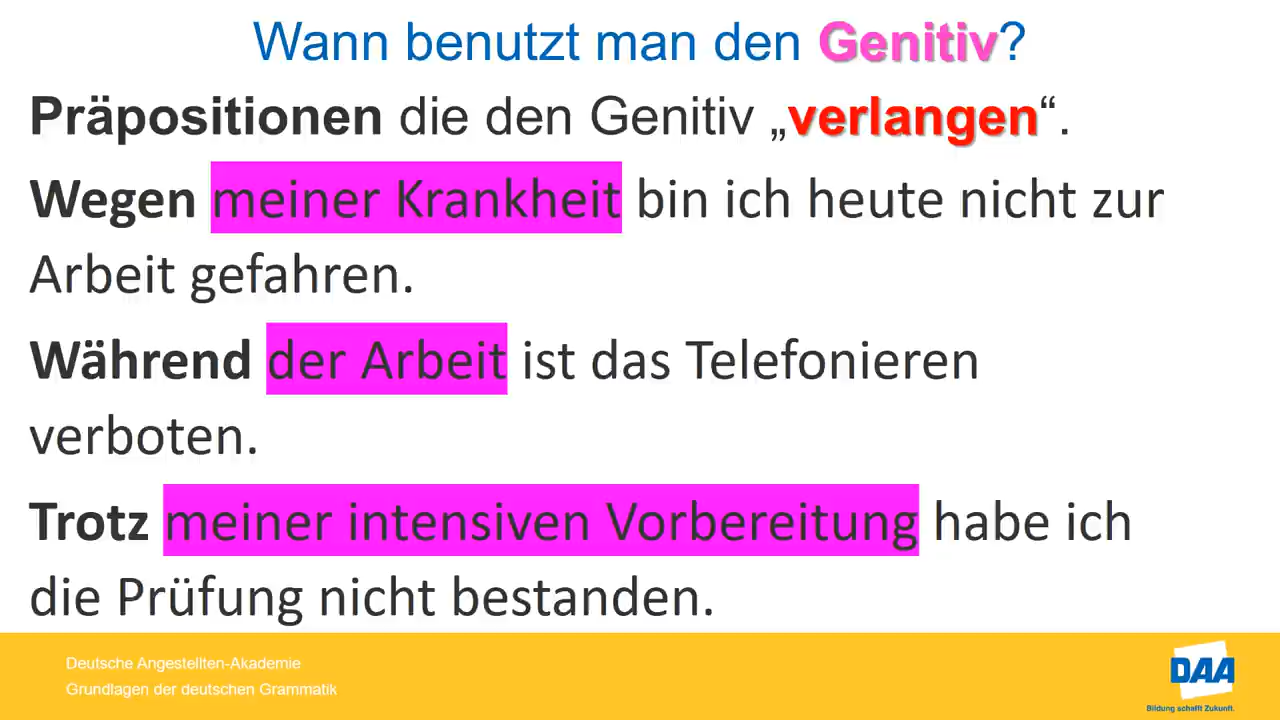 Wann benutzt man den Genitiv?
Präpositionen die den Genitiv „verlangen“.
Wegen meiner Krankheit bin ich heute nicht zur
Arbeit gefahren.
Während der Arbeit ist das Telefonieren
verboten.
Trotz meiner intensiven Vorbereitung habe ich
die Prüfung nicht bestanden.
Deutsche Angestellten-Akademie
Grundlagen der deutschen Grammatik
DAA
Bildung schafft Zukunft.